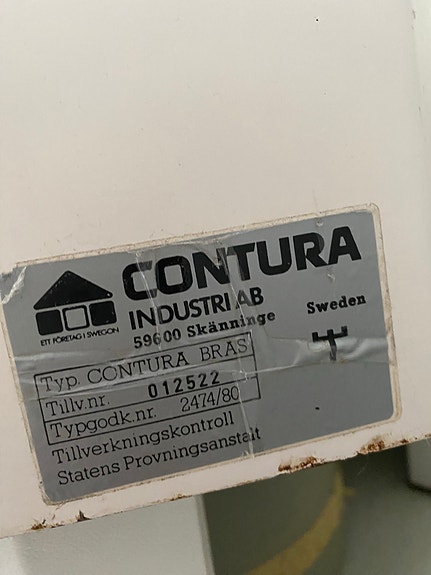 CONTURA
INDUSTRI AB
59600 Skänninge
Sweden
ETT FÖRETAG I SWEGON
Typ. CONTURA BRAS
Tillv.nr. 012522
Typgodk.nr. 2474/80
Tillverkningskontroll
Statens Provningsanstalt